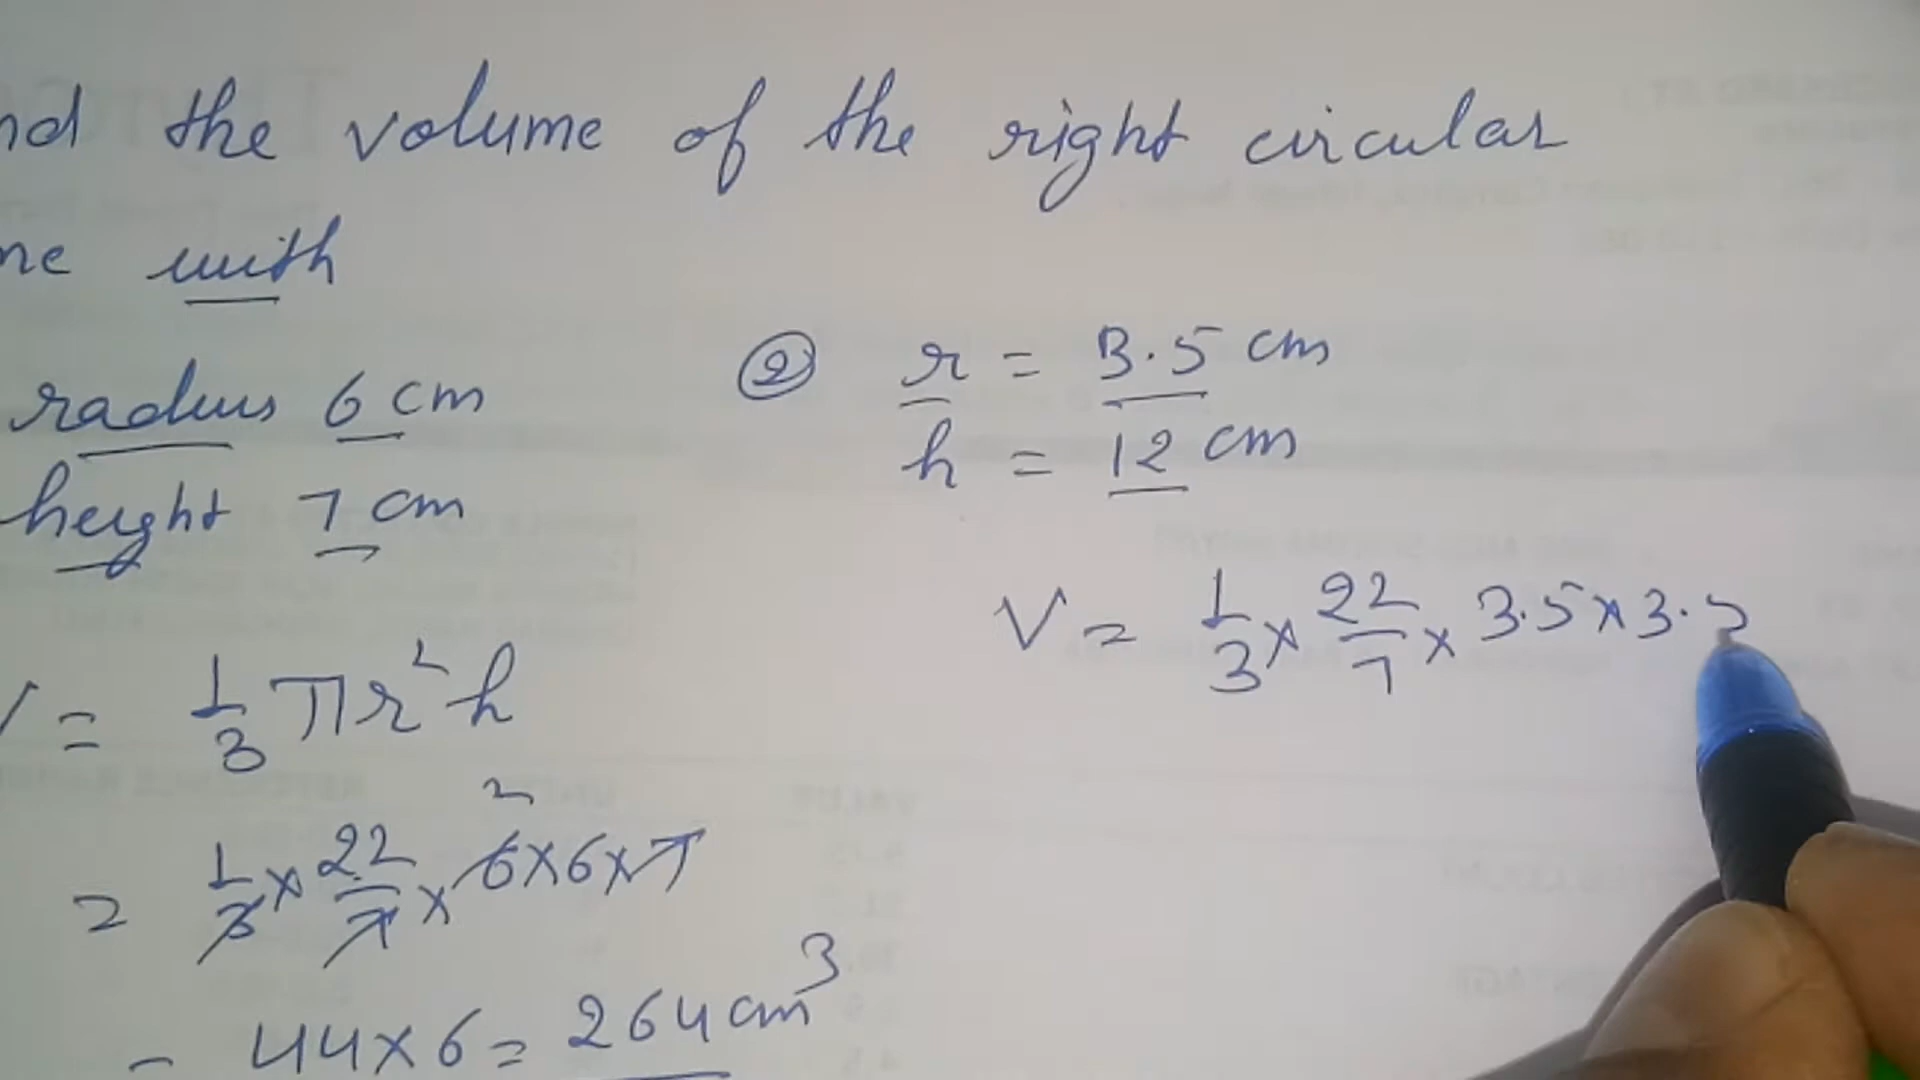 nd the volume of the right circular
ne with
radius 6 cm
height 7 cm
V = 1/3 πr²h
= 1/3 × 22/7 × 6×6×7
2
= 44×6 = 264 cm³
② r = 3.5 cm
h = 12 cm
V = 1/3 × 22/7 × 3.5×3.5